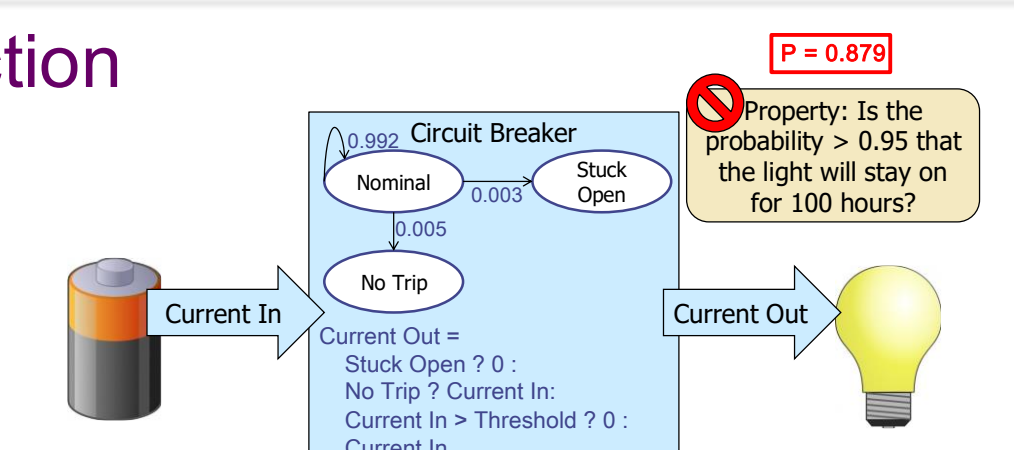 ction
P = 0.879
Property: Is the
probability > 0.95 that
the light will stay on
for 100 hours?
Circuit Breaker
0.992
Nominal
0.003
Stuck
Open
0.005
No Trip
Current In
Current Out
Current Out =
Stuck Open ? 0 :
No Trip ? Current In:
Current In > Threshold ? 0 :
Current In